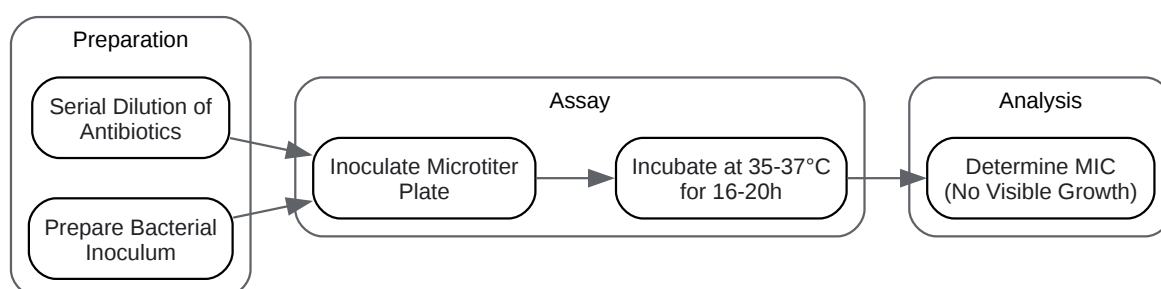 Preparation
Serial Dilution of
Antibiotics
Prepare Bacterial
Inoculum
Assay
Inoculate Microtiter
Plate
Incubate at 35-37°C
for 16-20h
Analysis
Determine MIC
(No Visible Growth)